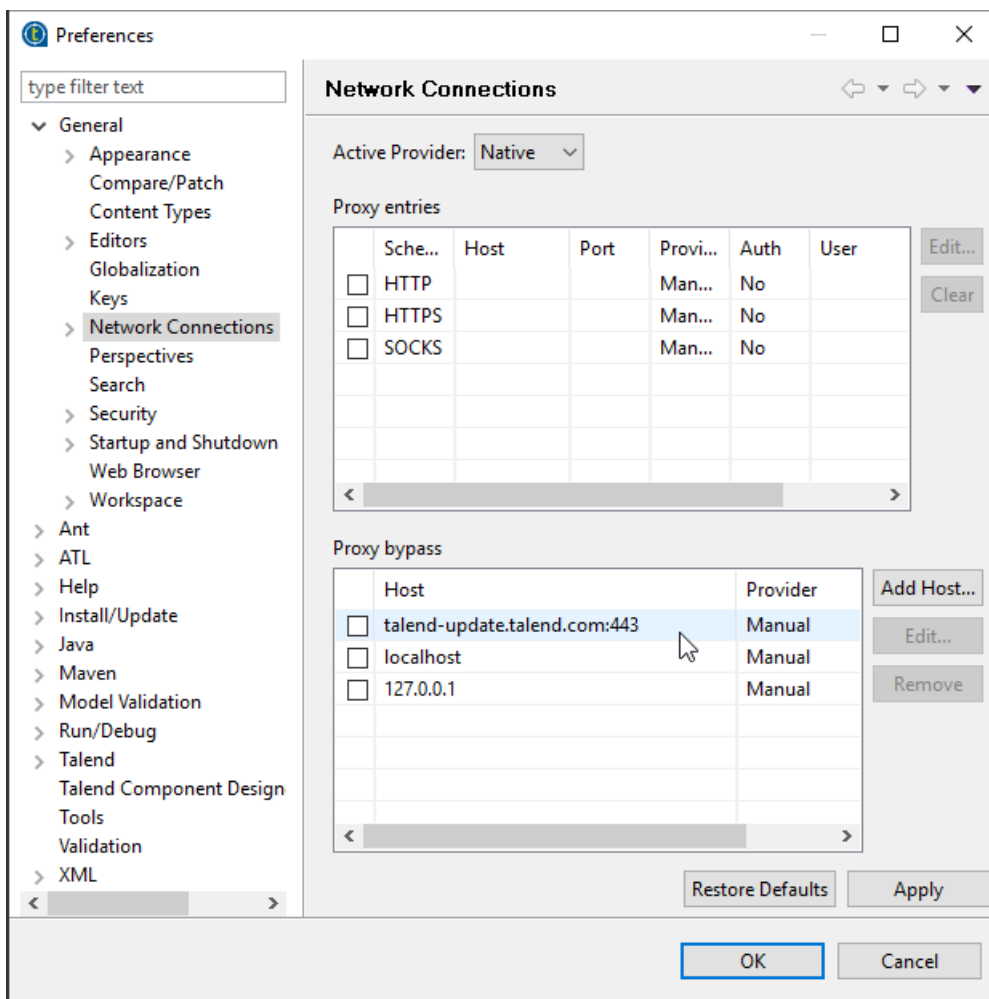 Preferences
type filter text
General
Appearance
Compare/Patch
Content Types
Editors
Globalization
Keys
Network Connections
Perspectives
Search
Security
Startup and Shutdown
Web Browser
Workspace
Ant
ATL
Help
Install/Update
Java
Maven
Model Validation
Run/Debug
Talend
Talend Component Design
Tools
Validation
XML
Network Connections
Active Provider: Native
Proxy entries
Sche... Host Port Provi... Auth User
HTTP Man... No
HTTPS Man... No
SOCKS Man... No
Edit...
Clear
Proxy bypass
Host Provider
talend-update.talend.com:443 Manual
localhost Manual
127.0.0.1 Manual
Add Host...
Edit...
Remove
Restore Defaults Apply
OK Cancel